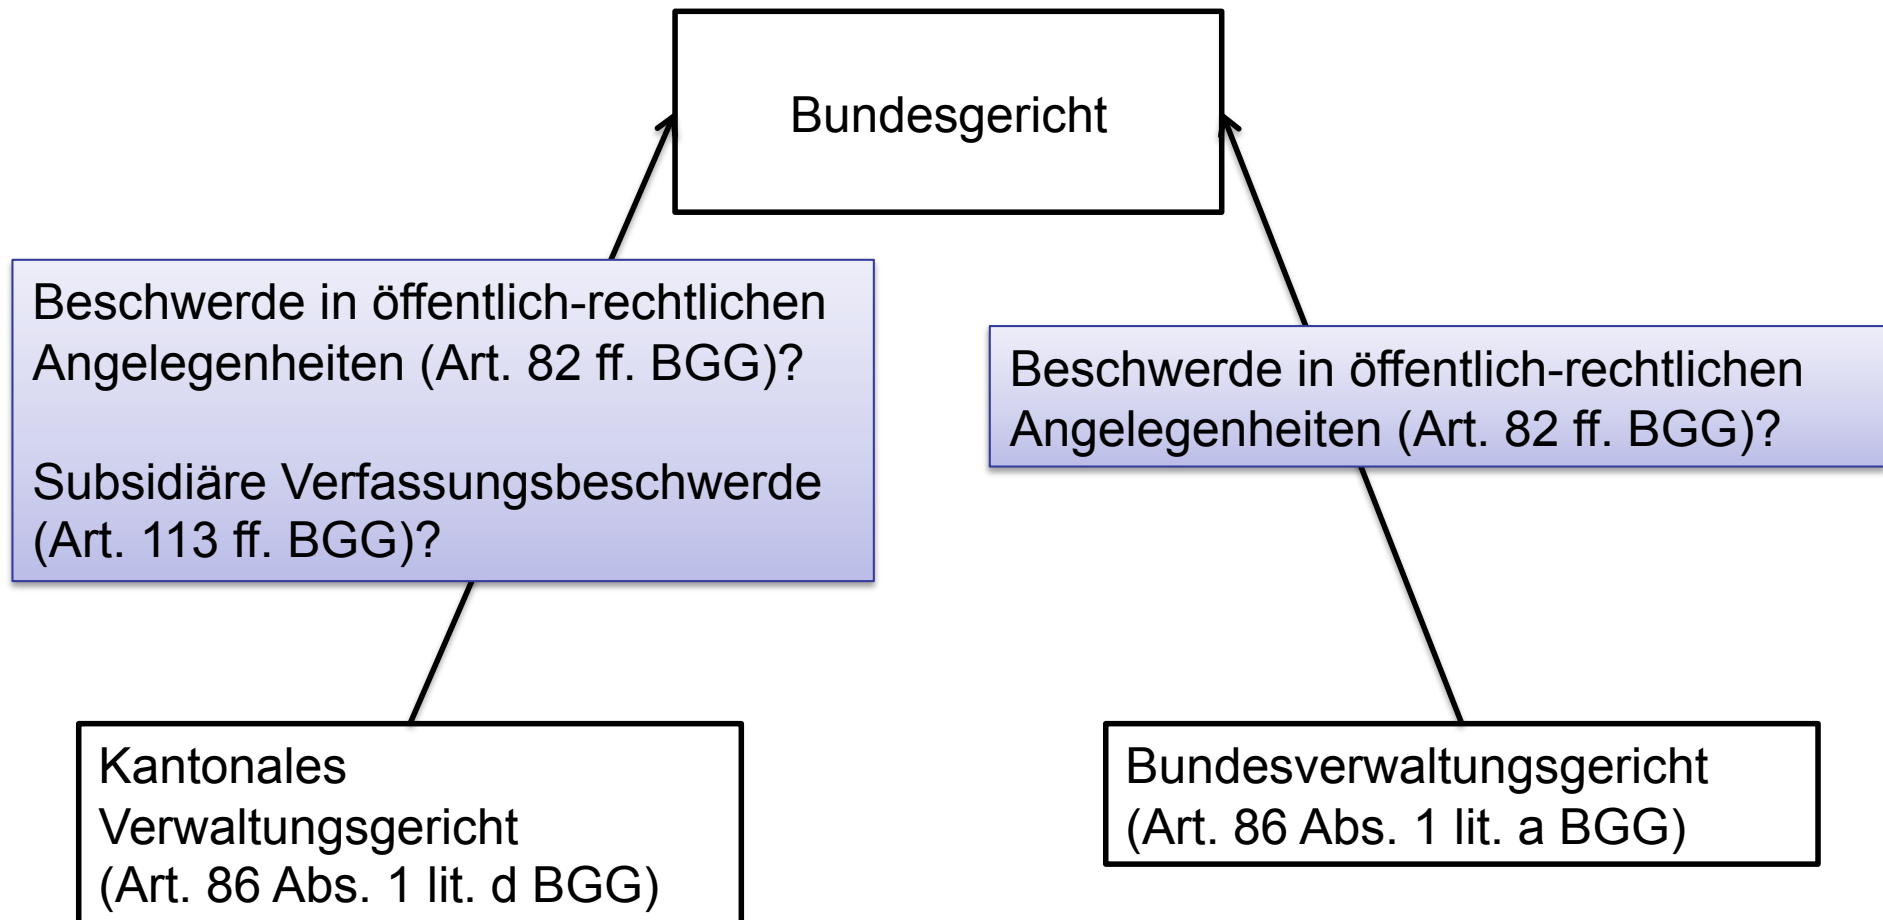 Bundesgericht
Beschwerde in öffentlich-rechtlichen
Angelegenheiten (Art. 82 ff. BGG)?
Subsidiäre Verfassungsbeschwerde
(Art. 113 ff. BGG)?
Beschwerde in öffentlich-rechtlichen
Angelegenheiten (Art. 82 ff. BGG)?
Kantonales
Verwaltungsgericht
(Art. 86 Abs. 1 lit. d BGG)
Bundesverwaltungsgericht
(Art. 86 Abs. 1 lit. a BGG)